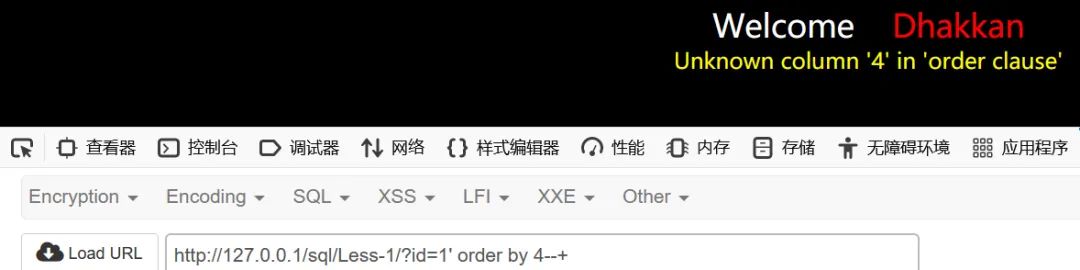 Welcome Dhakkan
Unknown column '4' in 'order clause'
查看器 控制台 调试器 网络 样式编辑器 性能 内存 存储 无障碍环境 应用程序
Encryption Encoding SQL XSS LFI XXE Other
Load URL http://127.0.0.1/sql/Less-1/?id=1' order by 4--+